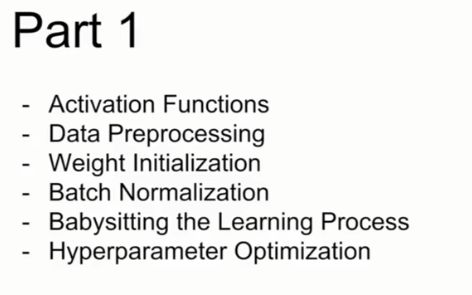 Part 1
- Activation Functions
- Data Preprocessing
- Weight Initialization
- Batch Normalization
- Babysitting the Learning Process
- Hyperparameter Optimization